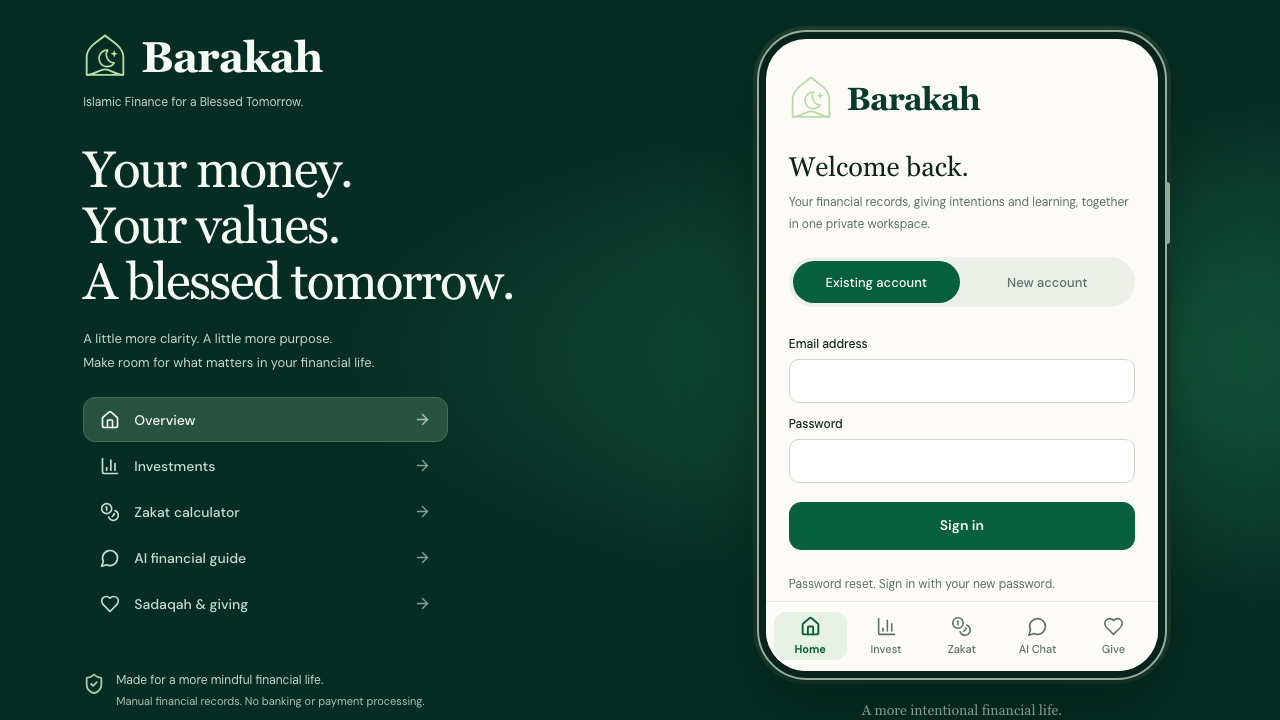 Barakah
Islamic Finance for a Blessed Tomorrow.
Your money.
Your values.
A blessed tomorrow.
A little more clarity. A little more purpose.
Make room for what matters in your financial life.
Overview
Investments
Zakat calculator
AI financial guide
Sadaqah & giving
Made for a more mindful financial life.
Manual financial records. No banking or payment processing.
Barakah
Welcome back.
Your financial records, giving intentions and learning, together
in one private workspace.
Existing account
New account
Email address
Password
Sign in
Password reset. Sign in with your new password.
Home
Invest
Zakat
AI Chat
Give
A more intentional financial life.